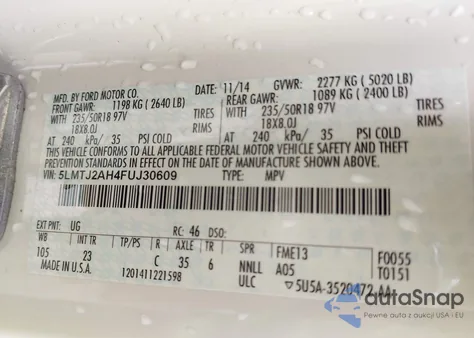 MFD. BY FORD MOTOR CO.
DATE: 11/14 GVWR: 2277 KG ( 5020 LB)
FRONT GAWR: 1198 KG ( 2640 LB) REAR GAWR: 1089 KG ( 2400 LB)
WITH 235/50R18 97V TIRES WITH 235/50R18 97V TIRES
18X8.0J RIMS 18X8.0J RIMS
AT 240 kPa/ 35 PSI COLD AT 240 kPa/ 35 PSI COLD
THIS VEHICLE CONFORMS TO ALL APPLICABLE FEDERAL MOTOR VEHICLE SAFETY AND THEFT
PREVENTION STANDARDS IN EFFECT ON THE DATE OF MANUFACTURE SHOWN ABOVE.
VIN: 5LMTJ2AH4FUJ30609 TYPE: MPV
EXT PNT: UG RC: 46 DSO:
WB INT TR TP/PS R AXLE TR SPR FME13 F0055
105 23 C 35 6 NNLL A05 T0151
MADE IN U.S.A. 1201411221598 ULC 5U5A-3520472-AA
autoSnap
Pewne auto z aukcji USA i EU